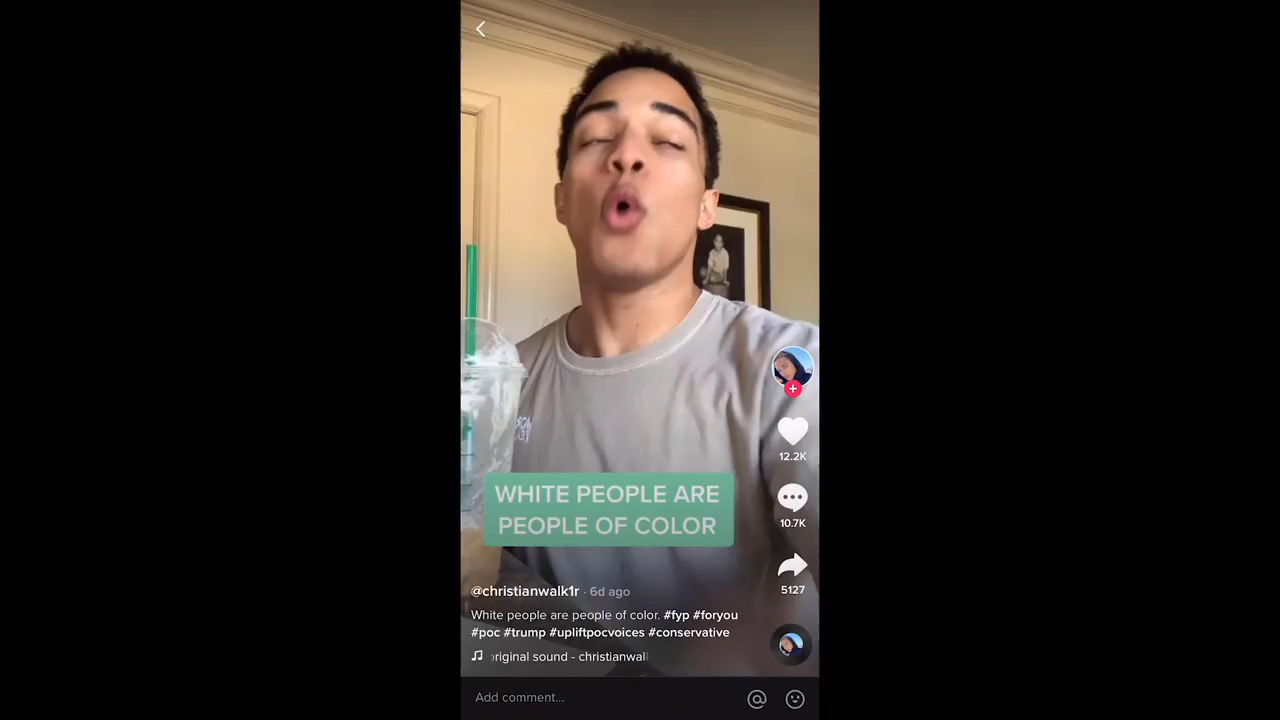 WHITE PEOPLE ARE
PEOPLE OF COLOR
12.2K
10.7K
5127
@christianwalk1r · 6d ago
White people are people of color. #fyp #foryou
#poc #trump #upliftpocvoices #conservative
original sound - christianwal
Add comment...